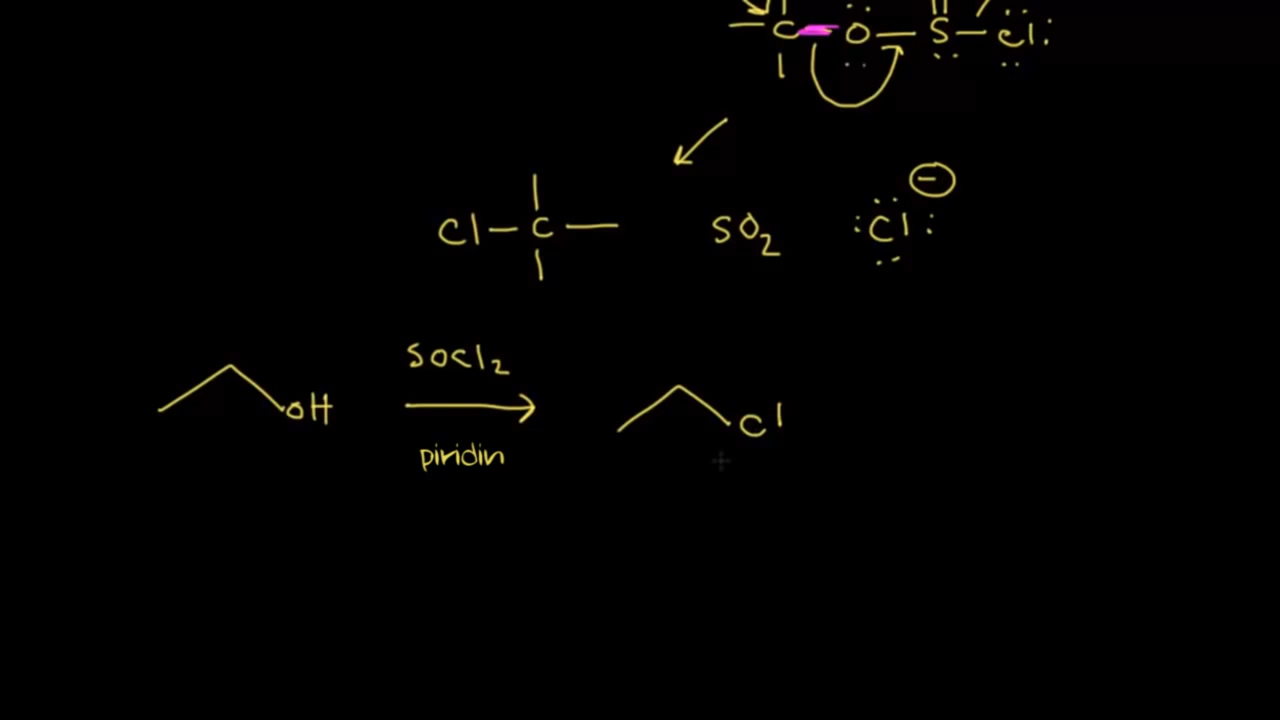 C O S Cl
Cl C SO2 Cl −
SOCl2
OH Cl
piridin